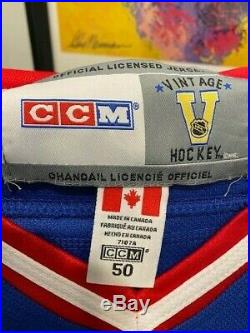 OFFICIAL LICENSED JERSEY
CCM
VINTAGE
V
NHL
HOCKEY
CHANDAIL LICENCIÉ OFFICIEL
MADE IN CANADA
FABRIQUÉ AU CANADA
HECHO EN CANADA
7107A
CCM
50